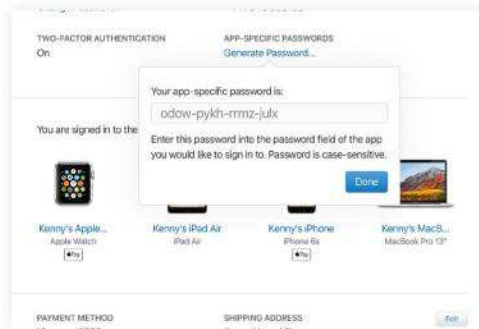 TWO-FACTOR AUTHENTICATION
On
APP-SPECIFIC PASSWORDS
Generate Password...
Your app-specific password is:
odow-pykh-rrmz-julx
Enter this password into the password field of the app
you would like to sign in to. Password is case-sensitive.
Done
You are signed in to the
Kenny's Apple...
Apple Watch
Pay
Kenny's iPad Air
iPad Air
Kenny's iPhone
iPhone 6s
Pay
Kenny's MacB...
MacBook Pro 13"
PAYMENT METHOD
SHIPPING ADDRESS
Edit